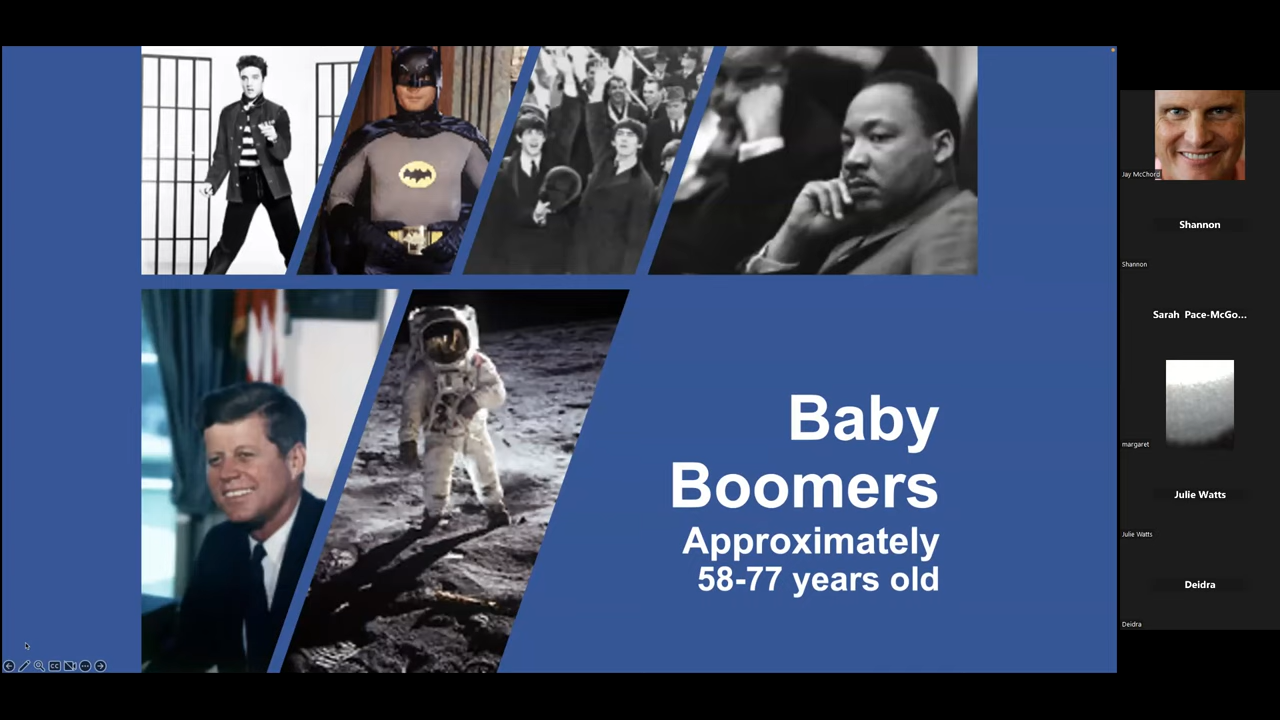 Baby
Boomers
Approximately
58-77 years old
Jay McChord
Shannon
Shannon
Sarah Pace-McGo...
margaret
Julie Watts
Julie Watts
Deidra
Deidra
CC